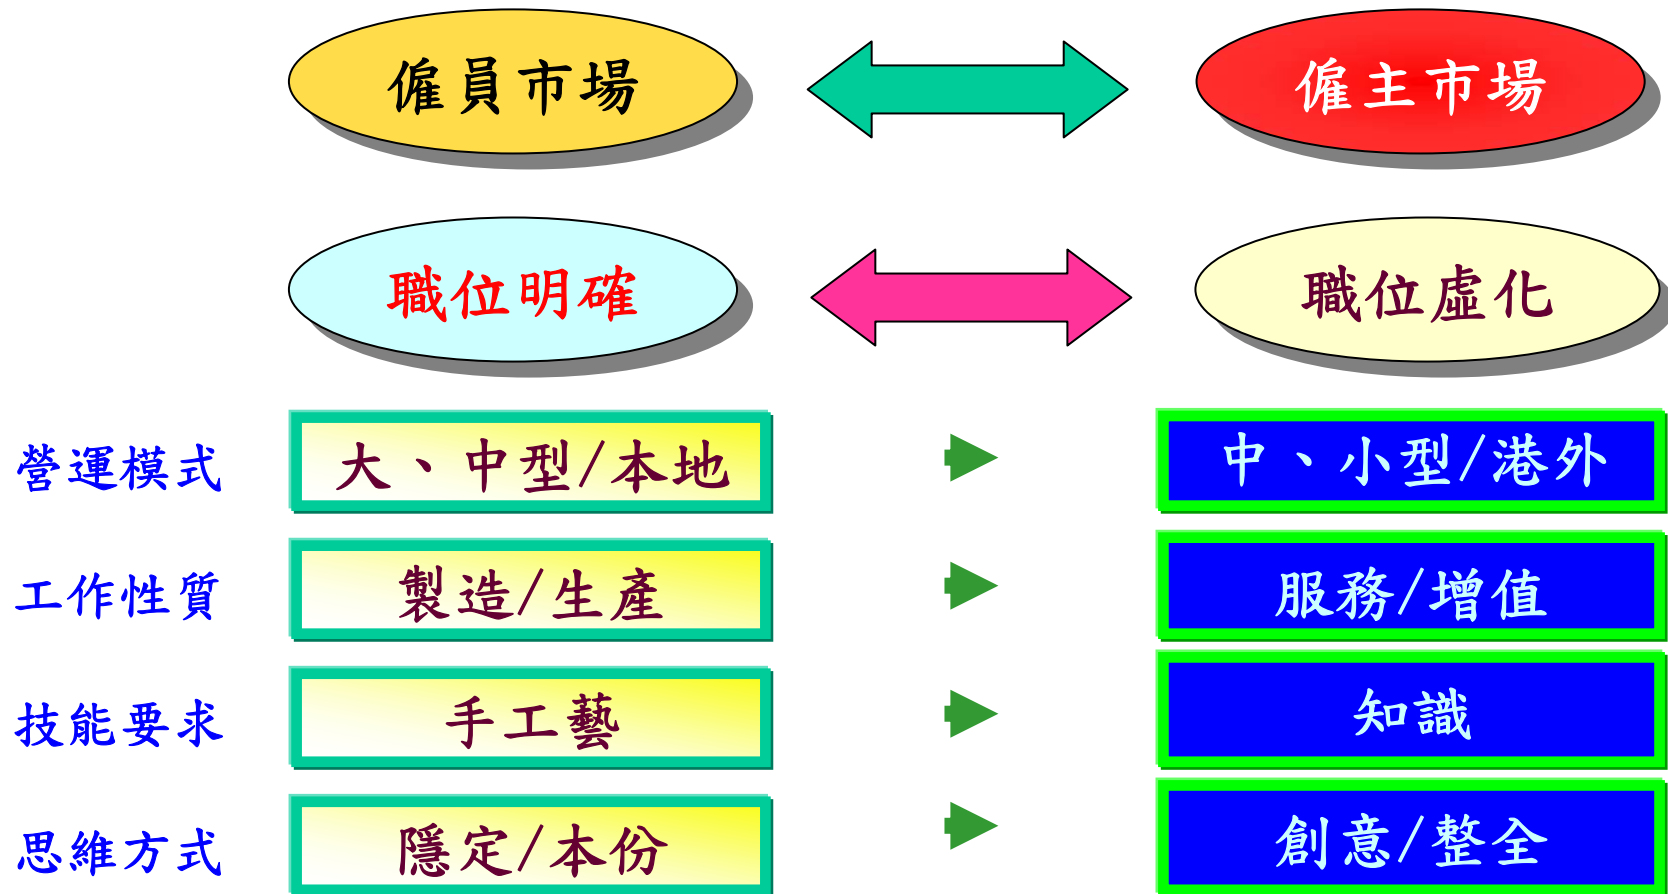 僱員市場 僱主市場
職位明確 職位虛化
營運模式 大、中型/本地 中、小型/港外
工作性質 製造/生產 服務/增值
技能要求 手工藝 知識
思維方式 隱定/本份 創意/整全